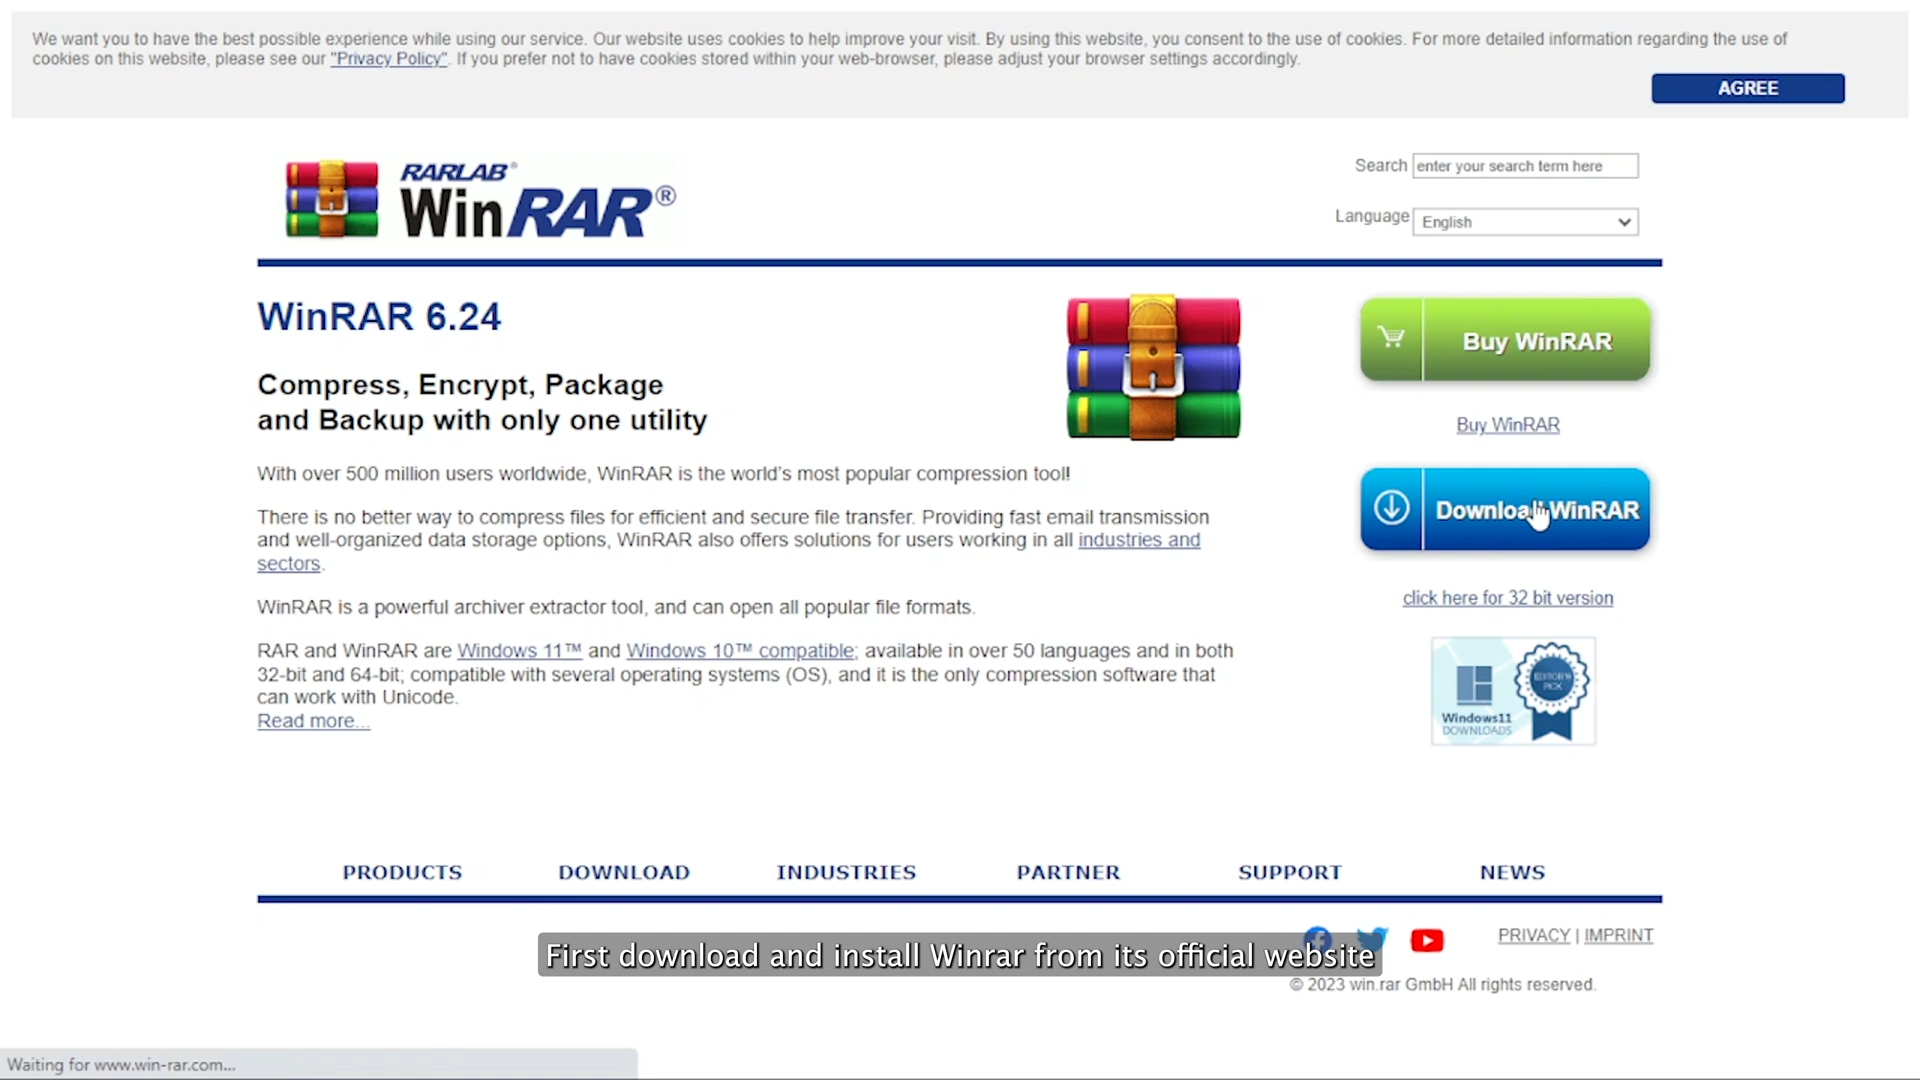 We want you to have the best possible experience while using our service. Our website uses cookies to help improve your visit. By using this website, you consent to the use of cookies. For more detailed information regarding the use of
cookies on this website, please see our "Privacy Policy". If you prefer not to have cookies stored within your web-browser, please adjust your browser settings accordingly.
AGREE
RARLAB®
WinRAR®
Search enter your search term here
Language English
WinRAR 6.24
Compress, Encrypt, Package
and Backup with only one utility
With over 500 million users worldwide, WinRAR is the world's most popular compression tool!
There is no better way to compress files for efficient and secure file transfer. Providing fast email transmission
and well-organized data storage options, WinRAR also offers solutions for users working in all industries and
sectors.
WinRAR is a powerful archiver extractor tool, and can open all popular file formats.
RAR and WinRAR are Windows 11™ and Windows 10™ compatible; available in over 50 languages and in both
32-bit and 64-bit; compatible with several operating systems (OS), and it is the only compression software that
can work with Unicode.
Read more...
Buy WinRAR
Buy WinRAR
Download WinRAR
click here for 32 bit version
EDITOR'S
PICK
Windows11
DOWNLOADS
PRODUCTS DOWNLOAD INDUSTRIES PARTNER SUPPORT NEWS
PRIVACY | IMPRINT
First download and install Winrar from its official website
© 2023 win.rar GmbH All rights reserved.
Waiting for www.win-rar.com...